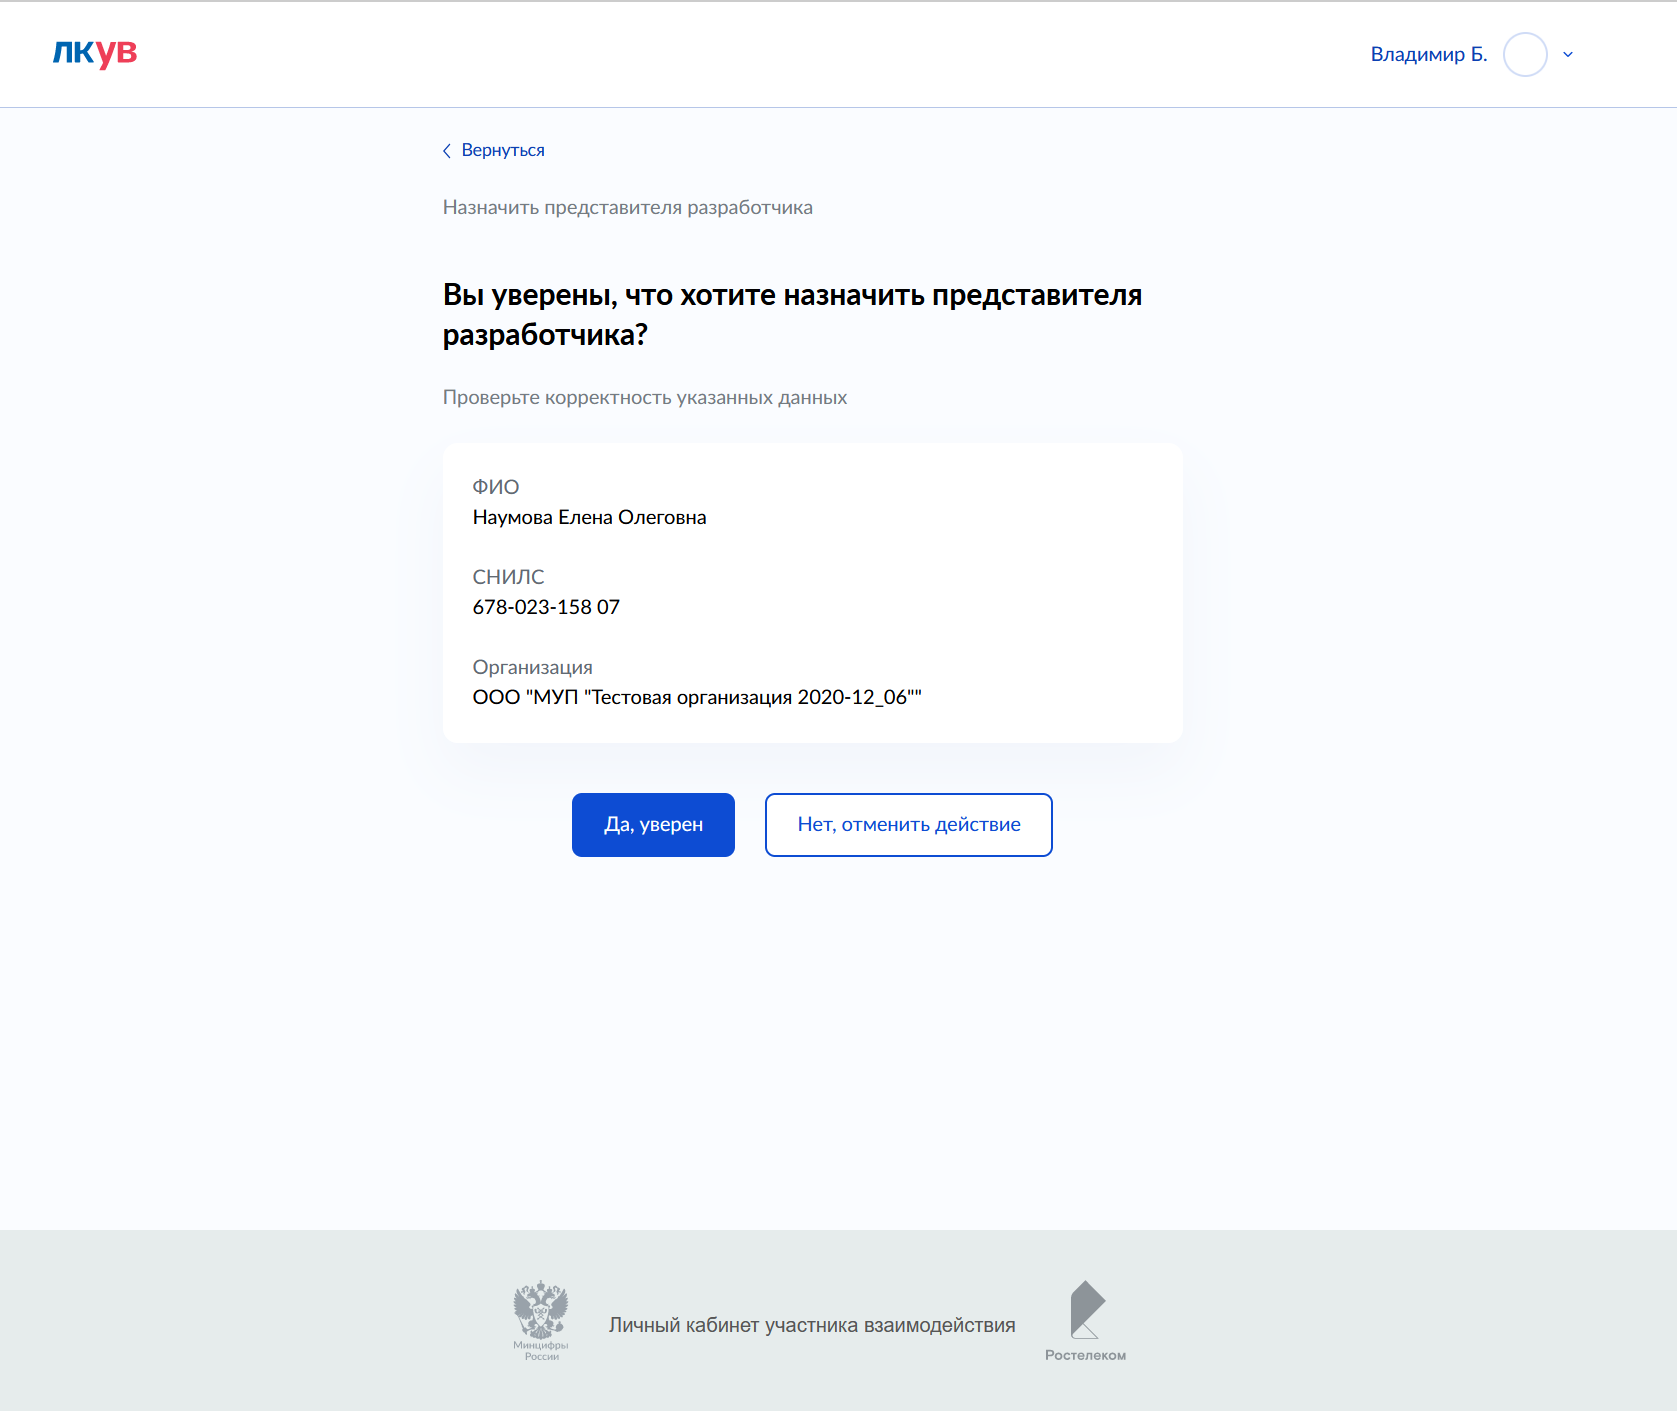 лкув
Владимир Б.
Вернуться
Назначить представителя разработчика
Вы уверены, что хотите назначить представителя
разработчика?
Проверьте корректность указанных данных
ФИО
Наумова Елена Олеговна
СНИЛС
678-023-158 07
Организация
ООО "МУП "Тестовая организация 2020-12_06""
Да, уверен
Нет, отменить действие
Минцифры
России
Личный кабинет участника взаимодействия
Ростелеком